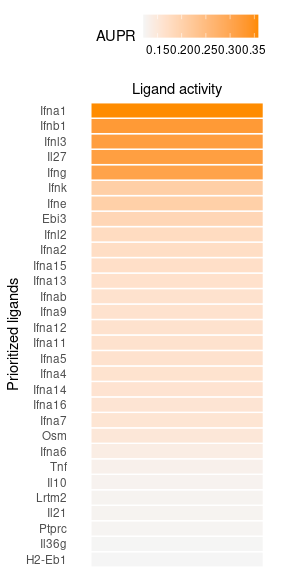 AUPR
0.150.200.250.300.35
Ligand activity
Prioritized ligands
Ifna1
Ifnb1
Ifnl3
Il27
Ifng
Ifnk
Ifne
Ebi3
Ifnl2
Ifna2
Ifna15
Ifna13
Ifnab
Ifna9
Ifna12
Ifna11
Ifna5
Ifna4
Ifna14
Ifna16
Ifna7
Osm
Ifna6
Tnf
Il10
Lrtm2
Il21
Ptprc
Il36g
H2-Eb1